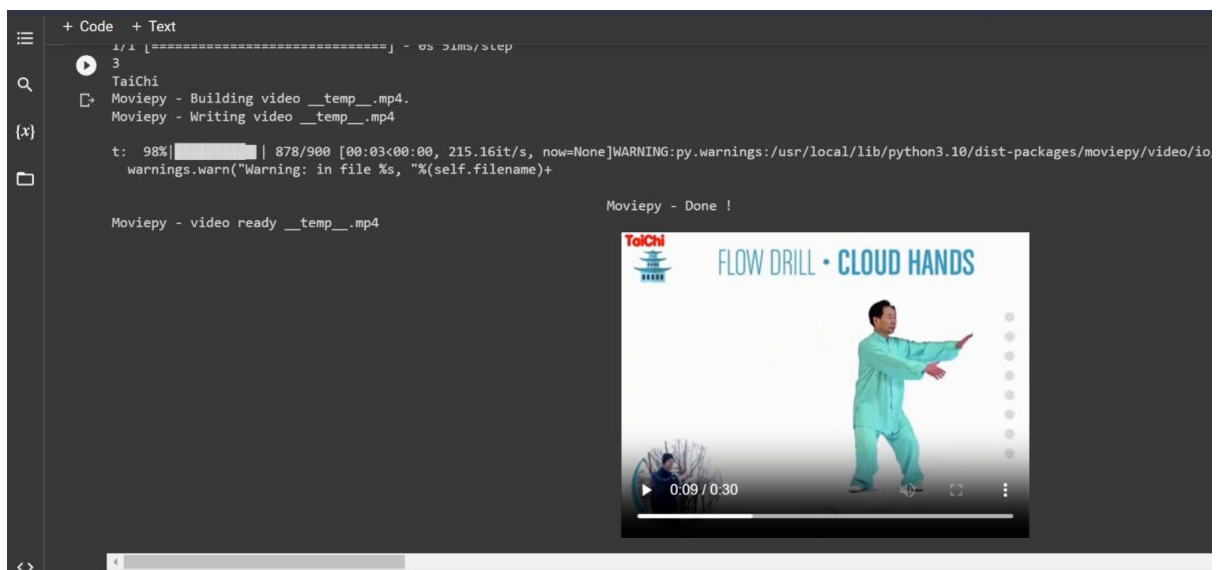 + Code + Text
1/1 [==============================] - 0s 51ms/step
3
TaiChi
Moviepy - Building video __temp__.mp4.
Moviepy - Writing video __temp__.mp4
{x}
t: 98%|█████████▊| 878/900 [00:03<00:00, 215.16it/s, now=None]WARNING:py.warnings:/usr/local/lib/python3.10/dist-packages/moviepy/video/io
warnings.warn("Warning: in file %s, "%(self.filename)+
Moviepy - Done !
Moviepy - video ready __temp__.mp4
TaiChi
FLOW DRILL • CLOUD HANDS
0:09 / 0:30